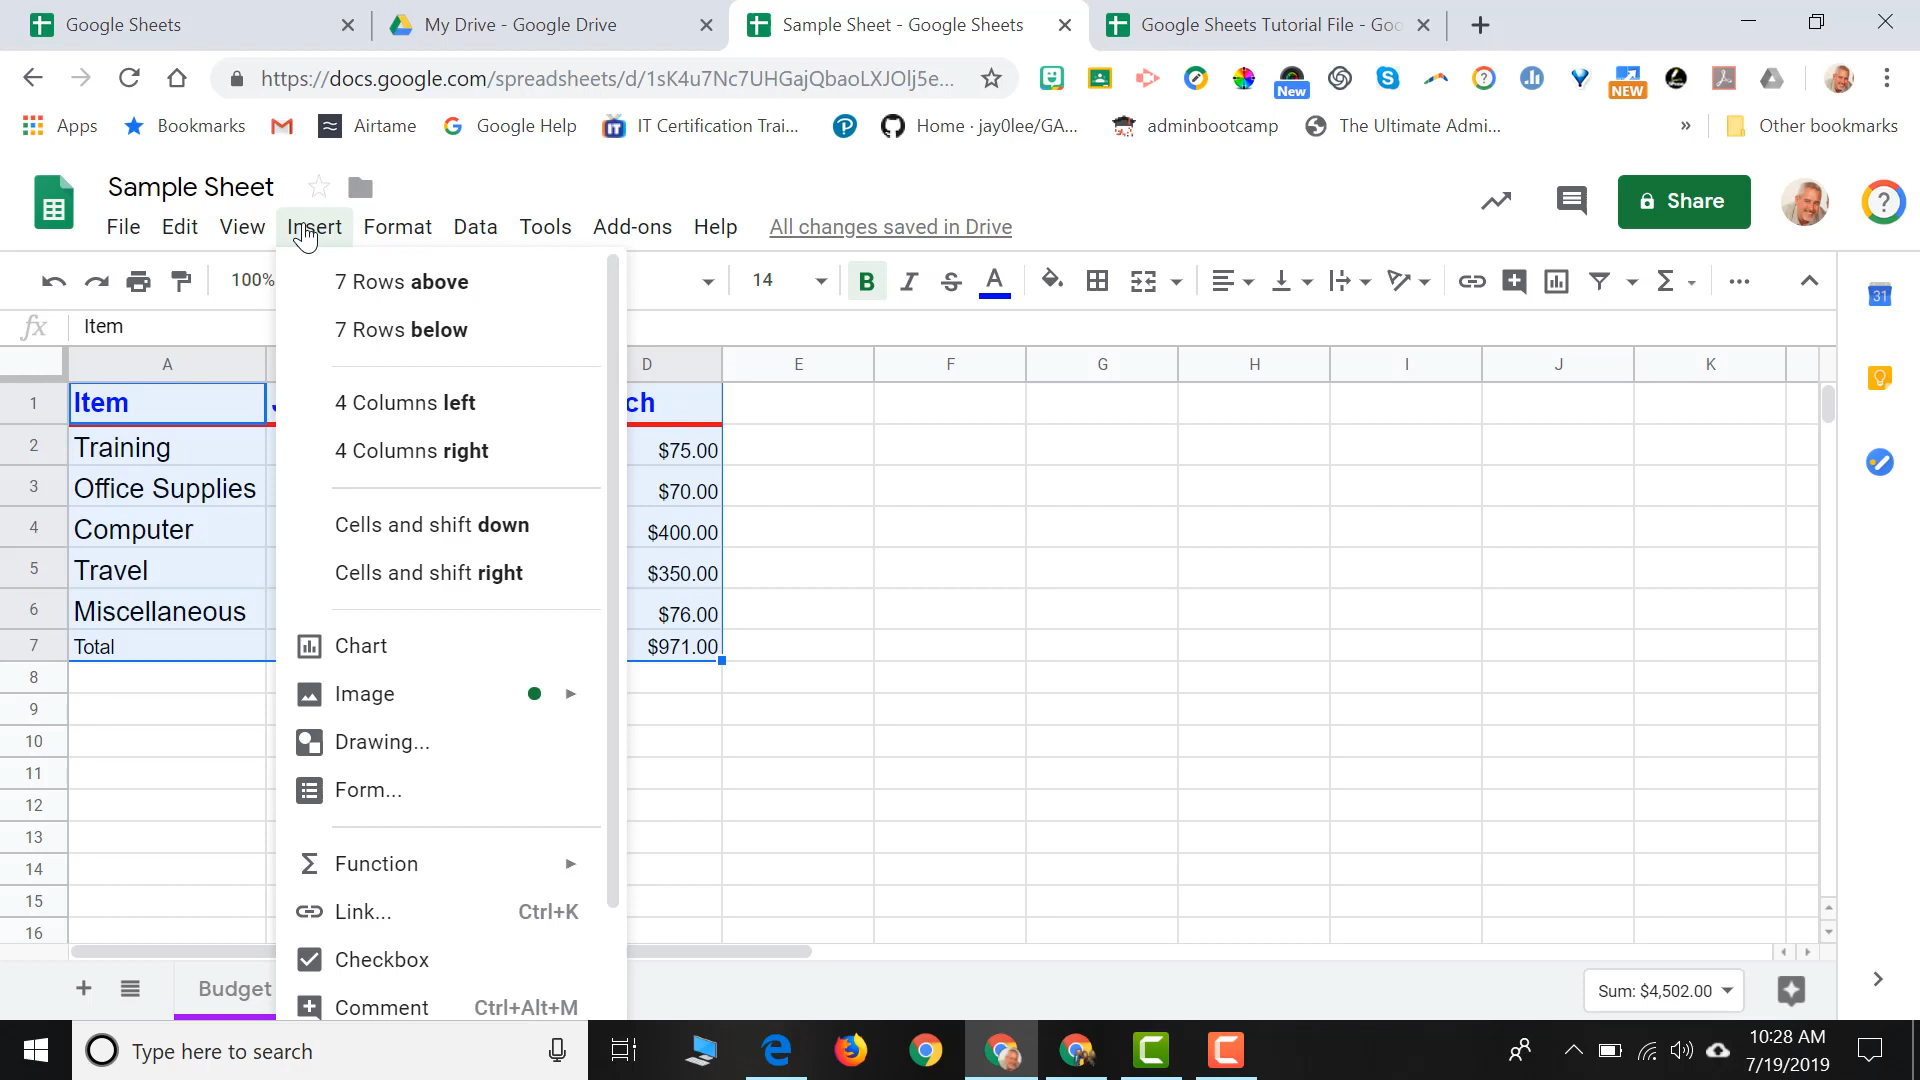 Google Sheets
My Drive - Google Drive
Sample Sheet - Google Sheets
Google Sheets Tutorial File - Goo
https://docs.google.com/spreadsheets/d/1sK4u7Nc7UHGajQbaoLXJOlj5e...
New
NEW
Apps
Bookmarks
Airtame
Google Help
IT Certification Trai...
Home · jay0lee/GA...
adminbootcamp
The Ultimate Admi...
»
Other bookmarks
Sample Sheet
Share
File Edit View Insert Format Data Tools Add-ons Help All changes saved in Drive
100%
14
B
I
S
A
31
fx
Item
A D E F G H I J K
7 Rows above
7 Rows below
4 Columns left
4 Columns right
Cells and shift down
Cells and shift right
Chart
Image
Drawing...
Form...
Function
Link... Ctrl+K
Checkbox
Comment Ctrl+Alt+M
1 Item ch
2 Training $75.00
3 Office Supplies $70.00
4 Computer $400.00
5 Travel $350.00
6 Miscellaneous $76.00
7 Total $971.00
8
9
10
11
12
13
14
15
16
Budget
Sum: $4,502.00
Type here to search
10:28 AM
7/19/2019